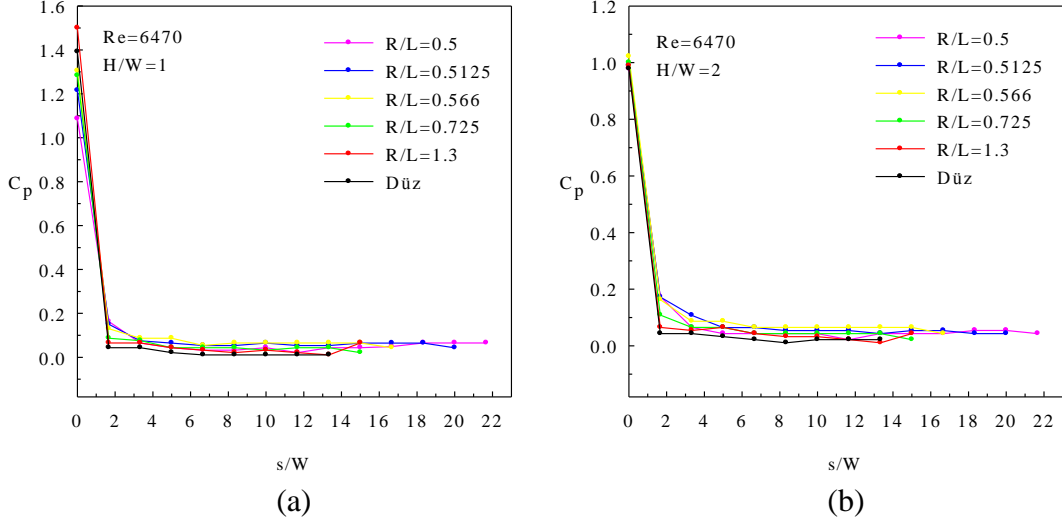 Re=6470
H/W=1
R/L=0.5
R/L=0.5125
R/L=0.566
R/L=0.725
R/L=1.3
Düz
1.6
1.4
1.2
1.0
0.8
0.6
0.4
0.2
0.0
Cp
0 2 4 6 8 10 12 14 16 18 20 22
s/W
(a)
Re=6470
H/W=2
R/L=0.5
R/L=0.5125
R/L=0.566
R/L=0.725
R/L=1.3
Düz
1.2
1.0
0.8
0.6
0.4
0.2
0.0
Cp
0 2 4 6 8 10 12 14 16 18 20 22
s/W
(b)